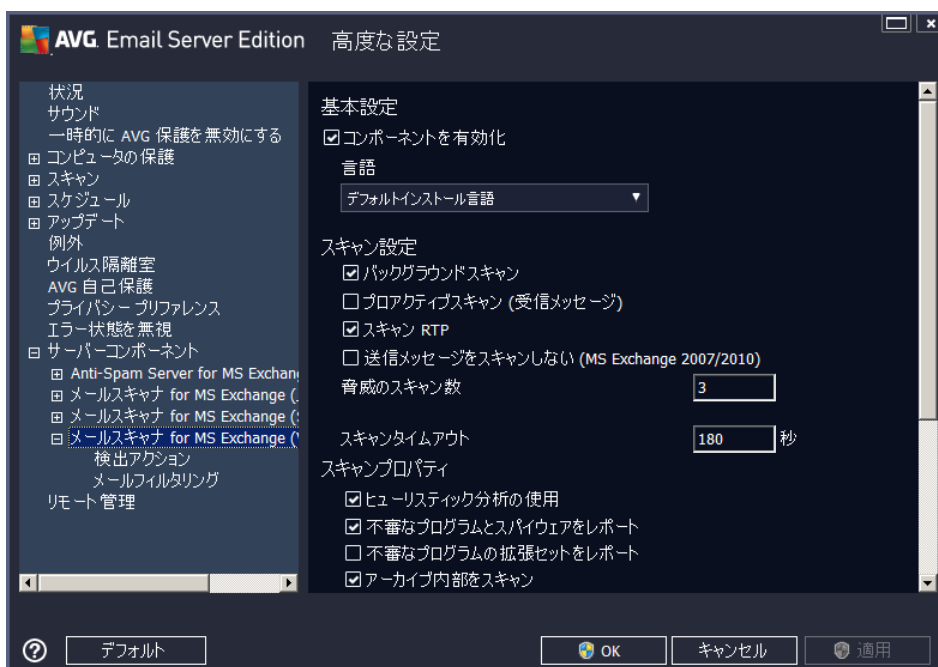 AVG. Email Server Edition 高度な設定
状況
サウンド
一時的に AVG 保護を無効にする
コンピュータの保護
スキャン
スケジュール
アップデート
例外
ウイルス隔離室
AVG 自己保護
プライバシー プリファレンス
エラー状態を無視
サーバーコンポーネント
Anti-Spam Server for MS Exchang
メールスキャナ for MS Exchange (
メールスキャナ for MS Exchange (
メールスキャナ for MS Exchange (
検出アクション
メールフィルタリング
リモート管理
基本設定
コンポーネントを有効化
言語
デフォルトインストール言語
スキャン設定
バックグラウンドスキャン
プロアクティブスキャン (受信メッセージ)
スキャン RTP
送信メッセージをスキャンしない (MS Exchange 2007/2010)
脅威のスキャン数 3
スキャンタイムアウト 180 秒
スキャンプロパティ
ヒューリスティック分析の使用
不審なプログラムとスパイウェアをレポート
不審なプログラムの拡張セットをレポート
アーカイブ内部をスキャン
デフォルト OK キャンセル 適用